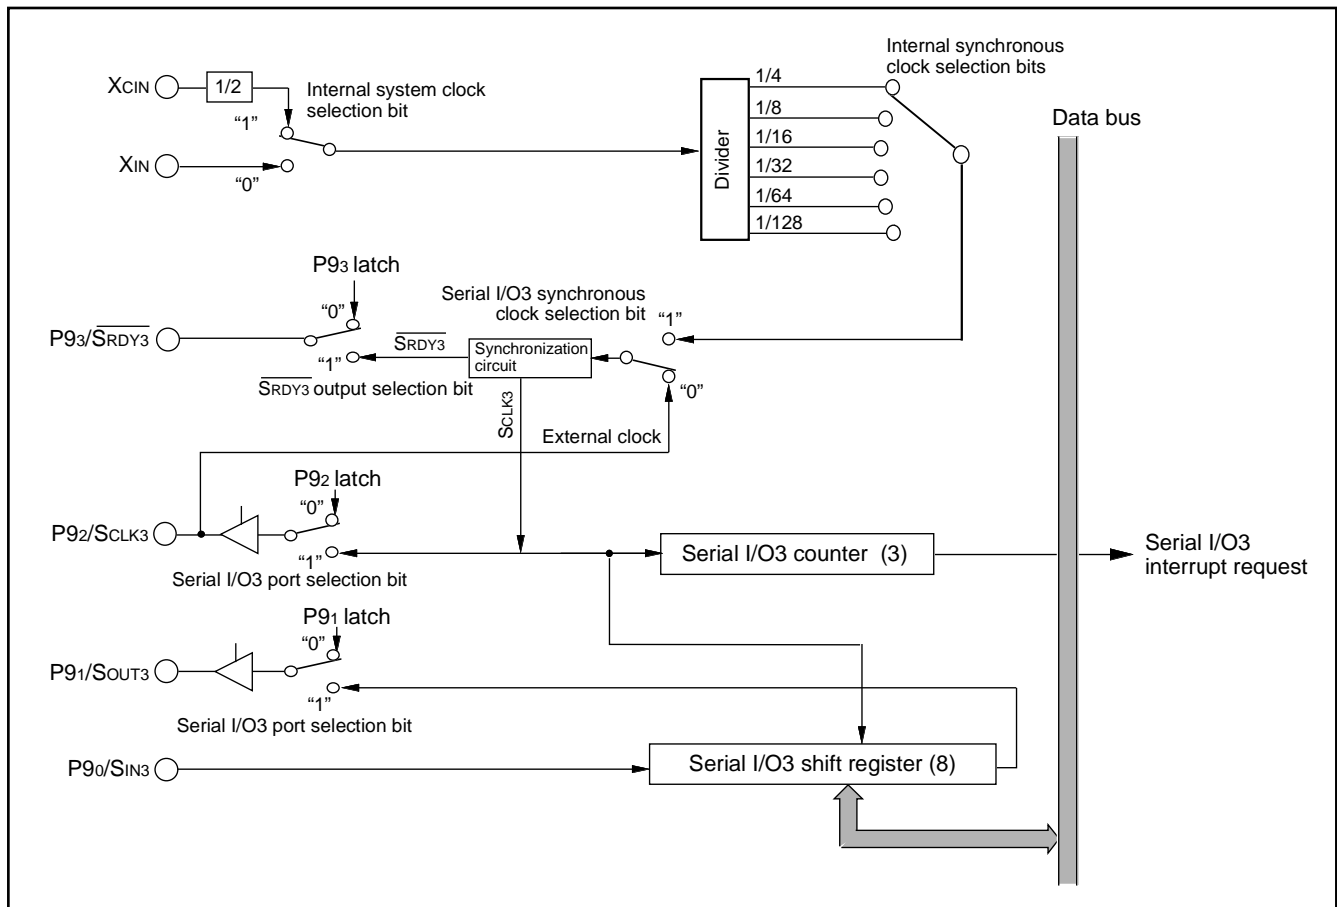 XCIN
1/2
Internal system clock
selection bit
“1”
XIN
“0”
Divider
1/4
1/8
1/16
1/32
1/64
1/128
Internal synchronous
clock selection bits
Data bus
P93 latch
“0”
P93/S̅R̅D̅Y̅3̅
“1”
S̅R̅D̅Y̅3̅
S̅R̅D̅Y̅3̅ output selection bit
Serial I/O3 synchronous
clock selection bit
“1”
Synchronization
circuit
“0”
SCLK3
External clock
P92 latch
“0”
P92/SCLK3
“1”
Serial I/O3 port selection bit
Serial I/O3 counter (3)
Serial I/O3
interrupt request
P91 latch
“0”
P91/SOUT3
“1”
Serial I/O3 port selection bit
P90/SIN3
Serial I/O3 shift register (8)